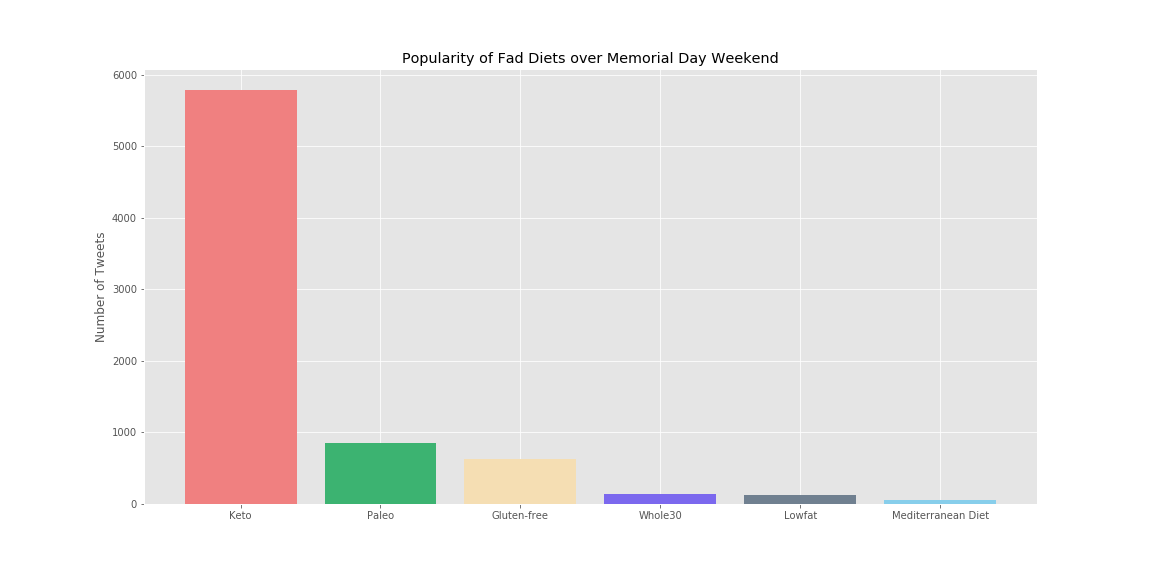 Popularity of Fad Diets over Memorial Day Weekend
6000
5000
4000
3000
2000
1000
0
Number of Tweets
Keto Paleo Gluten-free Whole30 Lowfat Mediterranean Diet